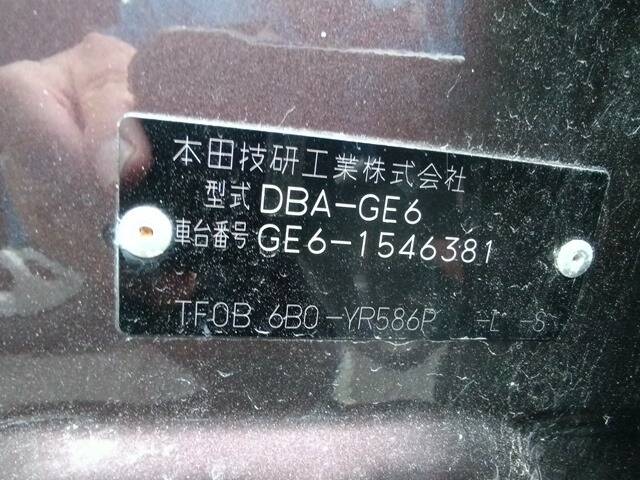 本田技研工業株式会社
型式 DBA-GE6
車台番号 GE6-1546381
TF0B 6B0-YR586P -L -S